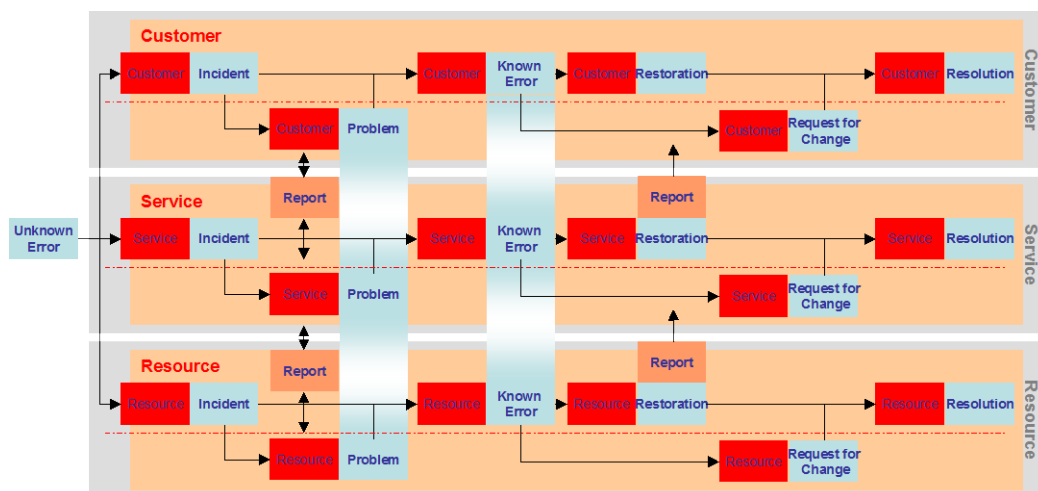 Customer
Customer Incident
Customer Known
Error
Customer Restoration
Customer Resolution
Customer Problem
Customer Request for
Change
Customer
Report
Report
Service
Unknown
Error
Service Incident
Service Known
Error
Service Restoration
Service Resolution
Service Problem
Service Request for
Change
Service
Report
Report
Resource
Resource Incident
Resource Known
Error
Resource Restoration
Resource Resolution
Resource Problem
Resource Request for
Change
Resource